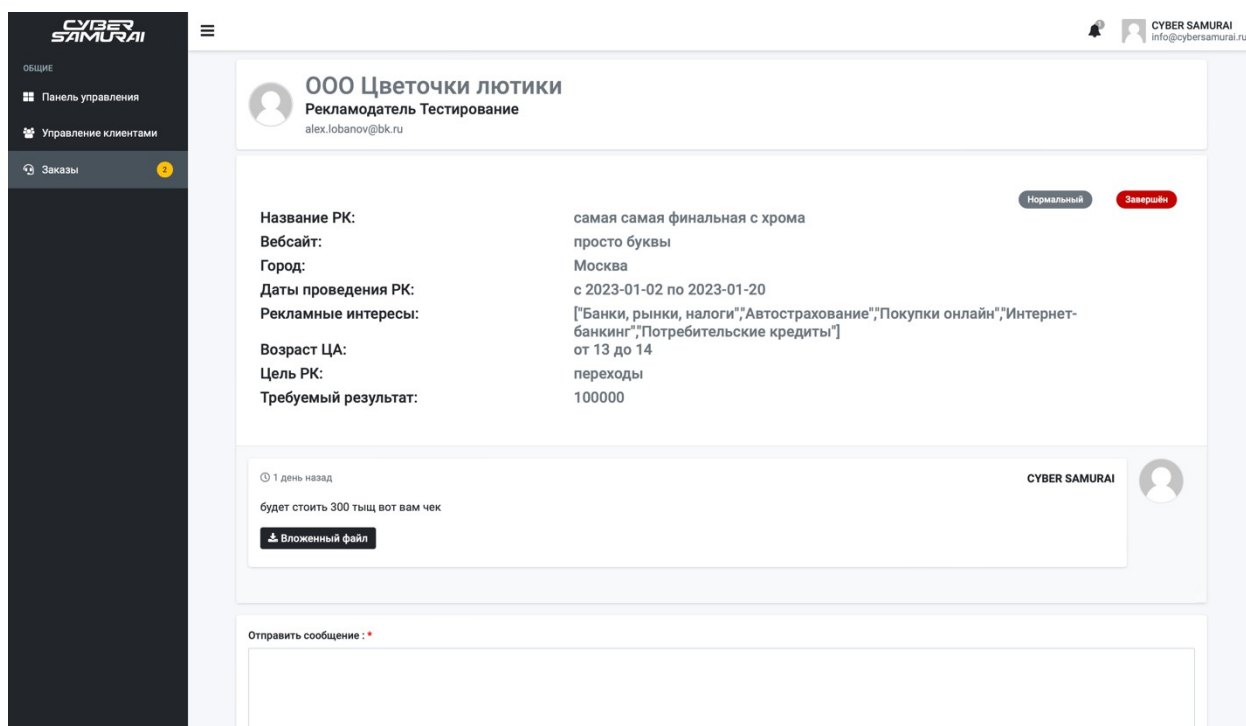 CYBER
SAMURAI
CYBER SAMURAI
info@cybersamurai.ru
ОБЩИЕ
Панель управления
Управление клиентами
Заказы
2
ООО Цветочки лютики
Рекламодатель Тестирование
alex.lobanov@bk.ru
Нормальный Завершён
Название РК: самая самая финальная с хрома
Вебсайт: просто буквы
Город: Москва
Даты проведения РК: с 2023-01-02 по 2023-01-20
Рекламные интересы: ["Банки, рынки, налоги","Автострахование","Покупки онлайн","Интернет-
банкинг","Потребительские кредиты"]
Возраст ЦА: от 13 до 14
Цель РК: переходы
Требуемый результат: 100000
1 день назад
CYBER SAMURAI
будет стоить 300 тыщ вот вам чек
Вложенный файл
Отправить сообщение : *